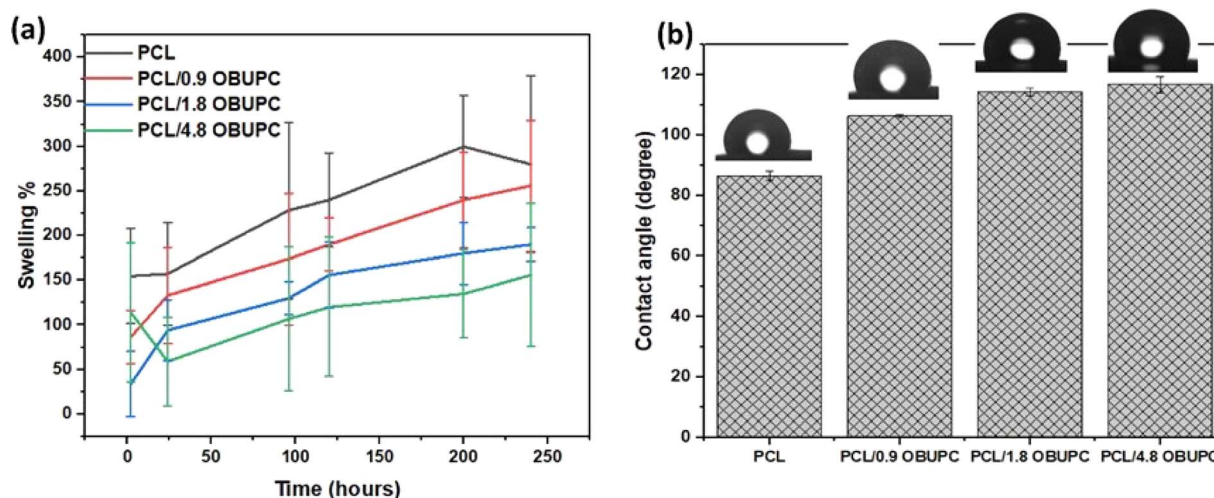 (a)
PCL
PCL/0.9 OBUPC
PCL/1.8 OBUPC
PCL/4.8 OBUPC
400
350
300
250
200
150
100
50
0
Swelling %
0 50 100 150 200 250
Time (hours)
(b)
120
100
80
60
40
20
0
Contact angle (degree)
PCL PCL/0.9 OBUPC PCL/1.8 OBUPC PCL/4.8 OBUPC